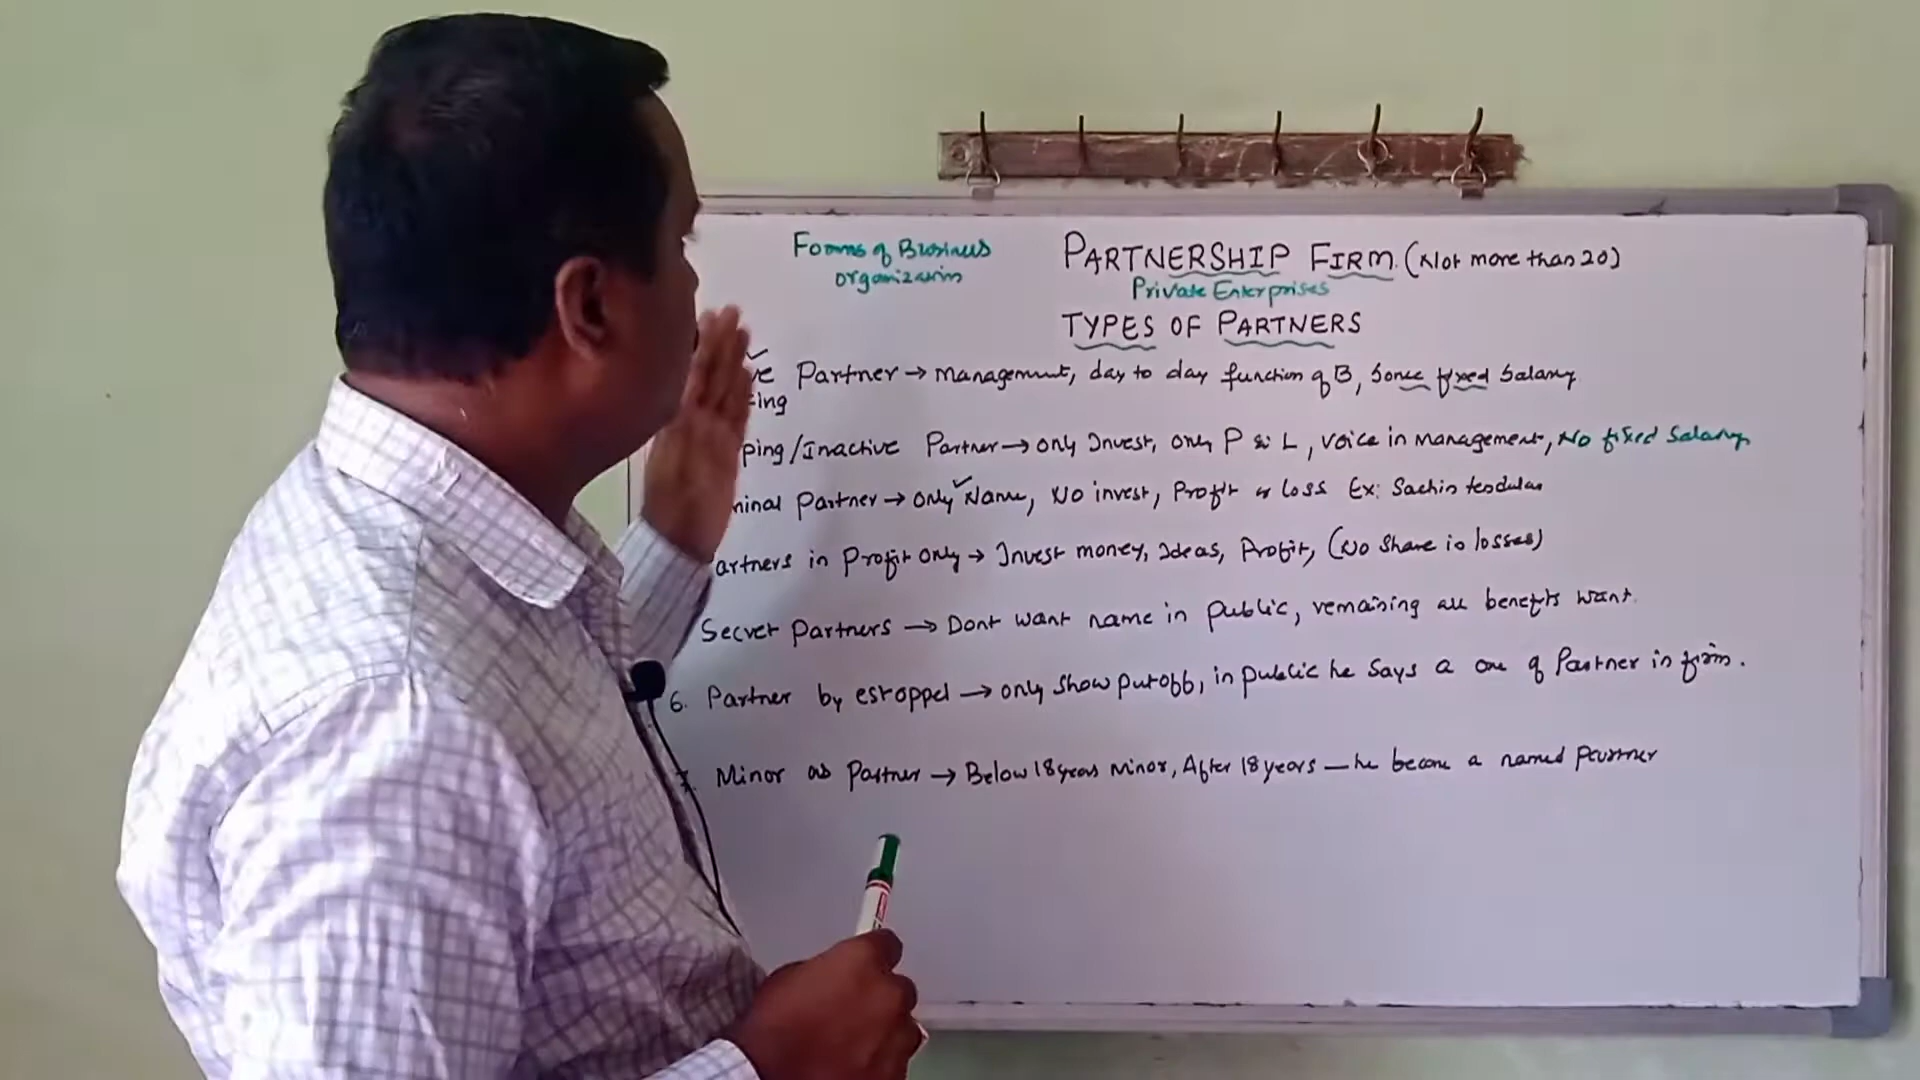 Forms of Business
organizations
PARTNERSHIP FIRM (Not more than 20)
Private Enterprises
TYPES OF PARTNERS
ve Partner → management, day to day function of B, some fixed Salary
ing
ping/Inactive Partner → only Invest, only P & L, voice in management, No fixed Salary
minal Partner → only Name, No invest, Profit or loss Ex: Sachin tendular
artners in Profit only → Invest money, Ideas, Profit, (No share in losses)
Secret Partners → Dont want name in public, remaining all benefits want.
6. Partner by estoppel → only show putobb, in public he says a one of Partner in firm.
7. Minor as Partner → Below 18 years minor, After 18 years — he become a named Partner